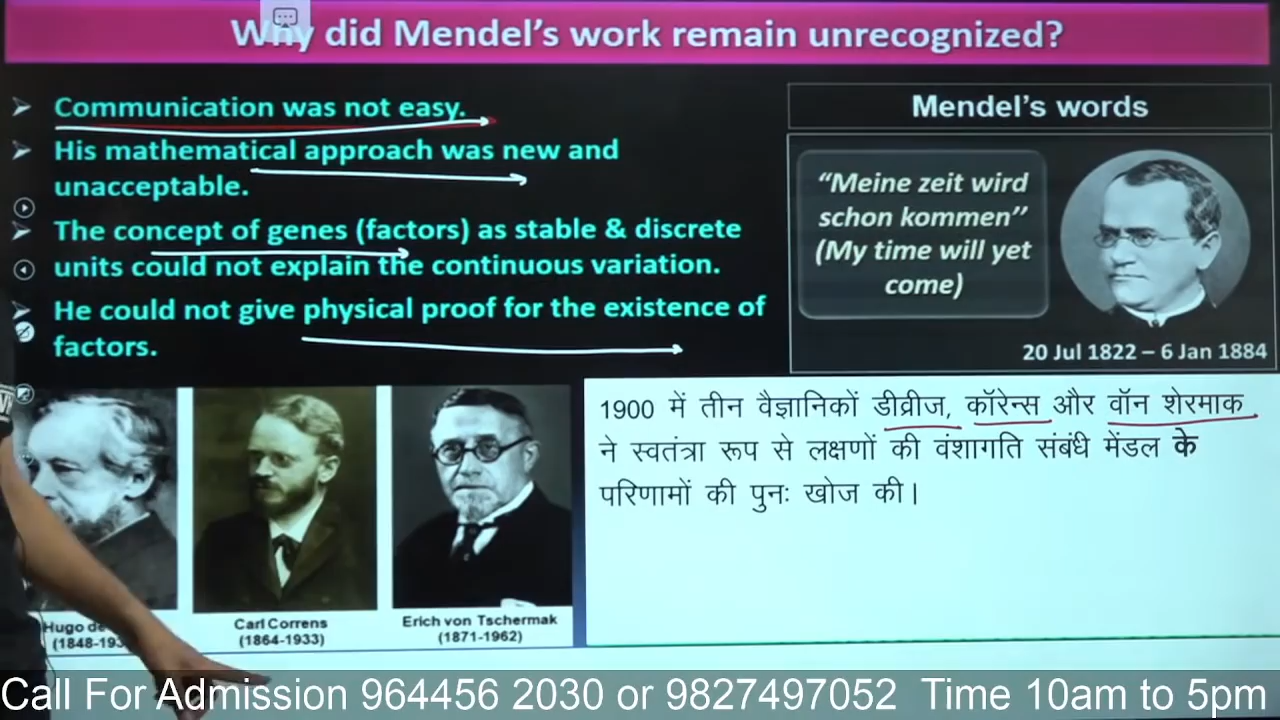 Why did Mendel's work remain unrecognized?
Communication was not easy.
His mathematical approach was new and
unacceptable.
The concept of genes (factors) as stable & discrete
units could not explain the continuous variation.
He could not give physical proof for the existence of
factors.
Mendel's words
“Meine zeit wird
schon kommen”
(My time will yet
come)
20 Jul 1822 – 6 Jan 1884
1900 में तीन वैज्ञानिकों डीव्रीज, कॉरेन्स और वॉन शेरमाक
ने स्वतंत्रा रूप से लक्षणों की वंशागति संबंधी मेंडल के
परिणामों की पुनः खोज की।
Hugo de
(1848-193
Carl Correns
(1864-1933)
Erich von Tschermak
(1871-1962)
Call For Admission 964456 2030 or 9827497052 Time 10am to 5pm